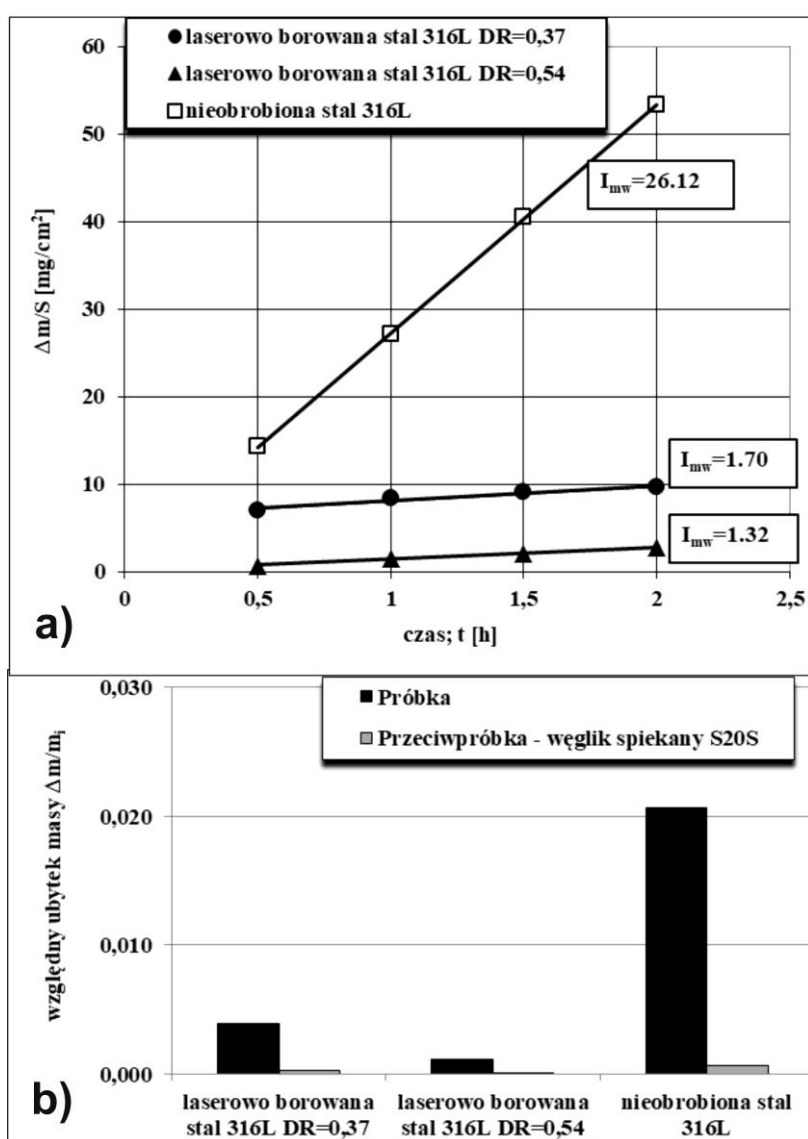 laserowo borowana stal 316L DR=0,37
laserowo borowana stal 316L DR=0,54
nieobrobiona stal 316L
60
50
40
30
20
10
0
Δm/S [mg/cm²]
I_mw=26.12
I_mw=1.70
I_mw=1.32
0
0,5
1
1,5
2
2,5
czas; t [h]
a)
Próbka
Przeciwpróbka - węglik spiekany S20S
0,030
0,020
0,010
0,000
względny ubytek masy Δm/m_i
laserowo borowana
stal 316L DR=0,37
laserowo borowana
stal 316L DR=0,54
nieobrobiona stal
316L
b)